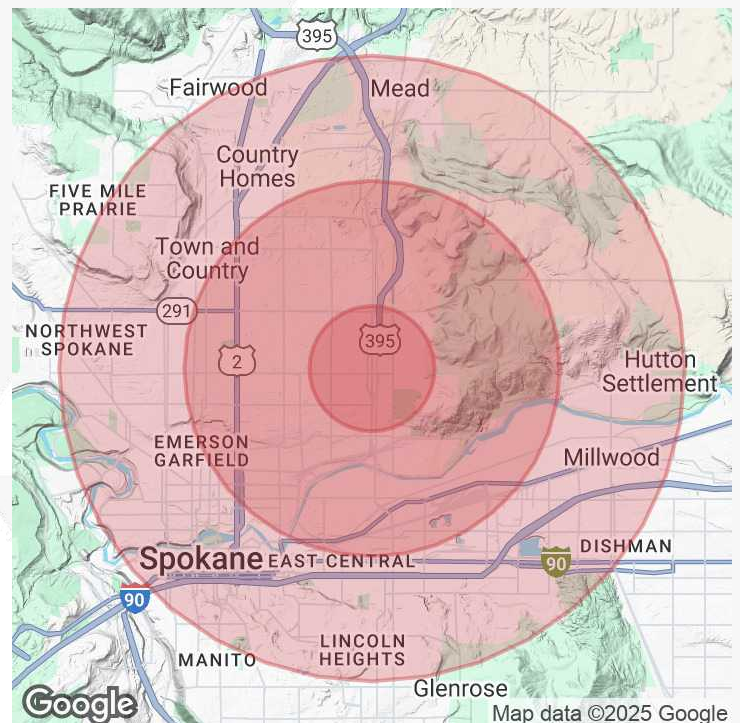 395
Fairwood
Mead
Country
Homes
FIVE MILE
PRAIRIE
Town and
Country
291
395
NORTHWEST
SPOKANE
2
Hutton
Settlement
EMERSON
GARFIELD
Millwood
Spokane
EAST CENTRAL
DISHMAN
90
90
LINCOLN
HEIGHTS
MANITO
Glenrose
Google
Map data ©2025 Google